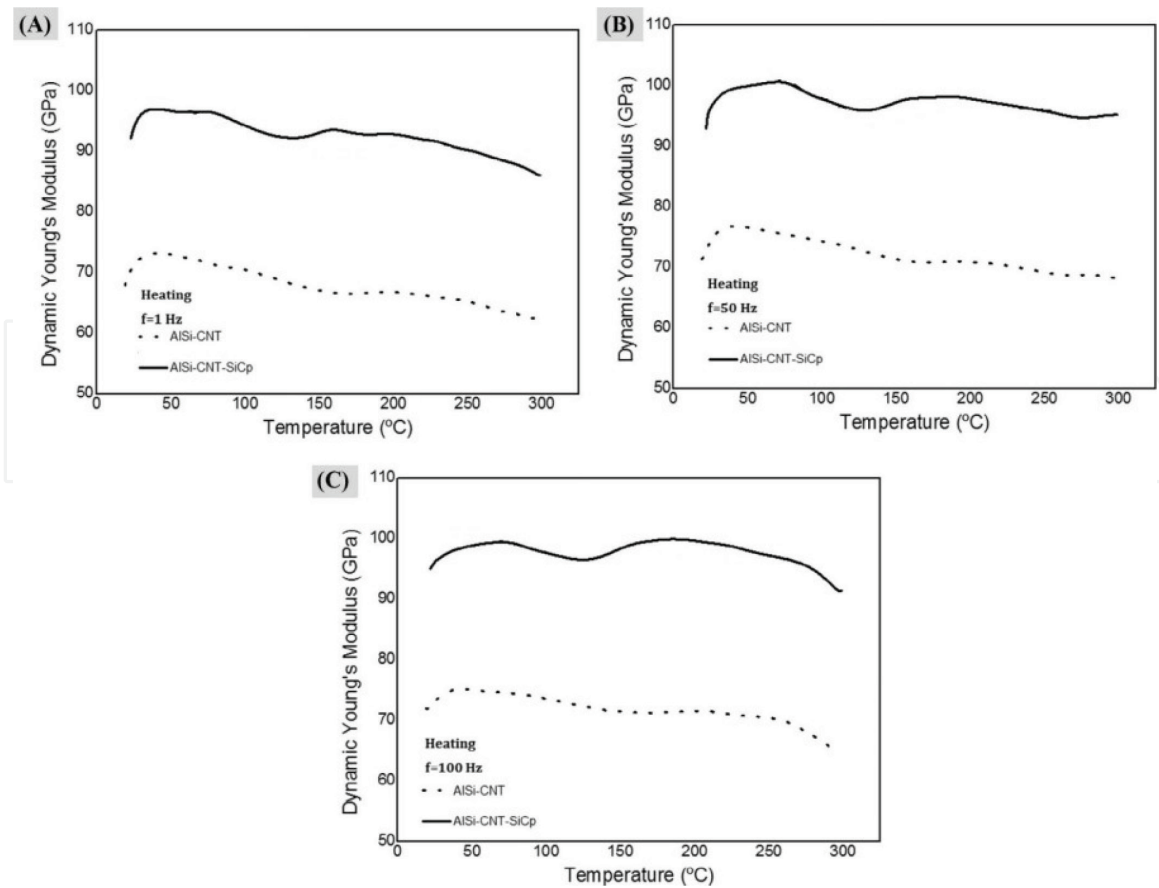 (A)
110
100
90
80
70
60
50
Dynamic Young's Modulus (GPa)
Heating
f=1 Hz
AlSi-CNT
AlSi-CNT-SiCp
0 50 100 150 200 250 300
Temperature (ºC)
(B)
110
100
90
80
70
60
50
Dynamic Young's Modulus (GPa)
Heating
f=50 Hz
AlSi-CNT
AlSi-CNT-SiCp
0 50 100 150 200 250 300
Temperature (ºC)
(C)
110
100
90
80
70
60
50
Dynamic Young's Modulus (GPa)
Heating
f=100 Hz
AlSi-CNT
AlSi-CNT-SiCp
0 50 100 150 200 250 300
Temperature (ºC)